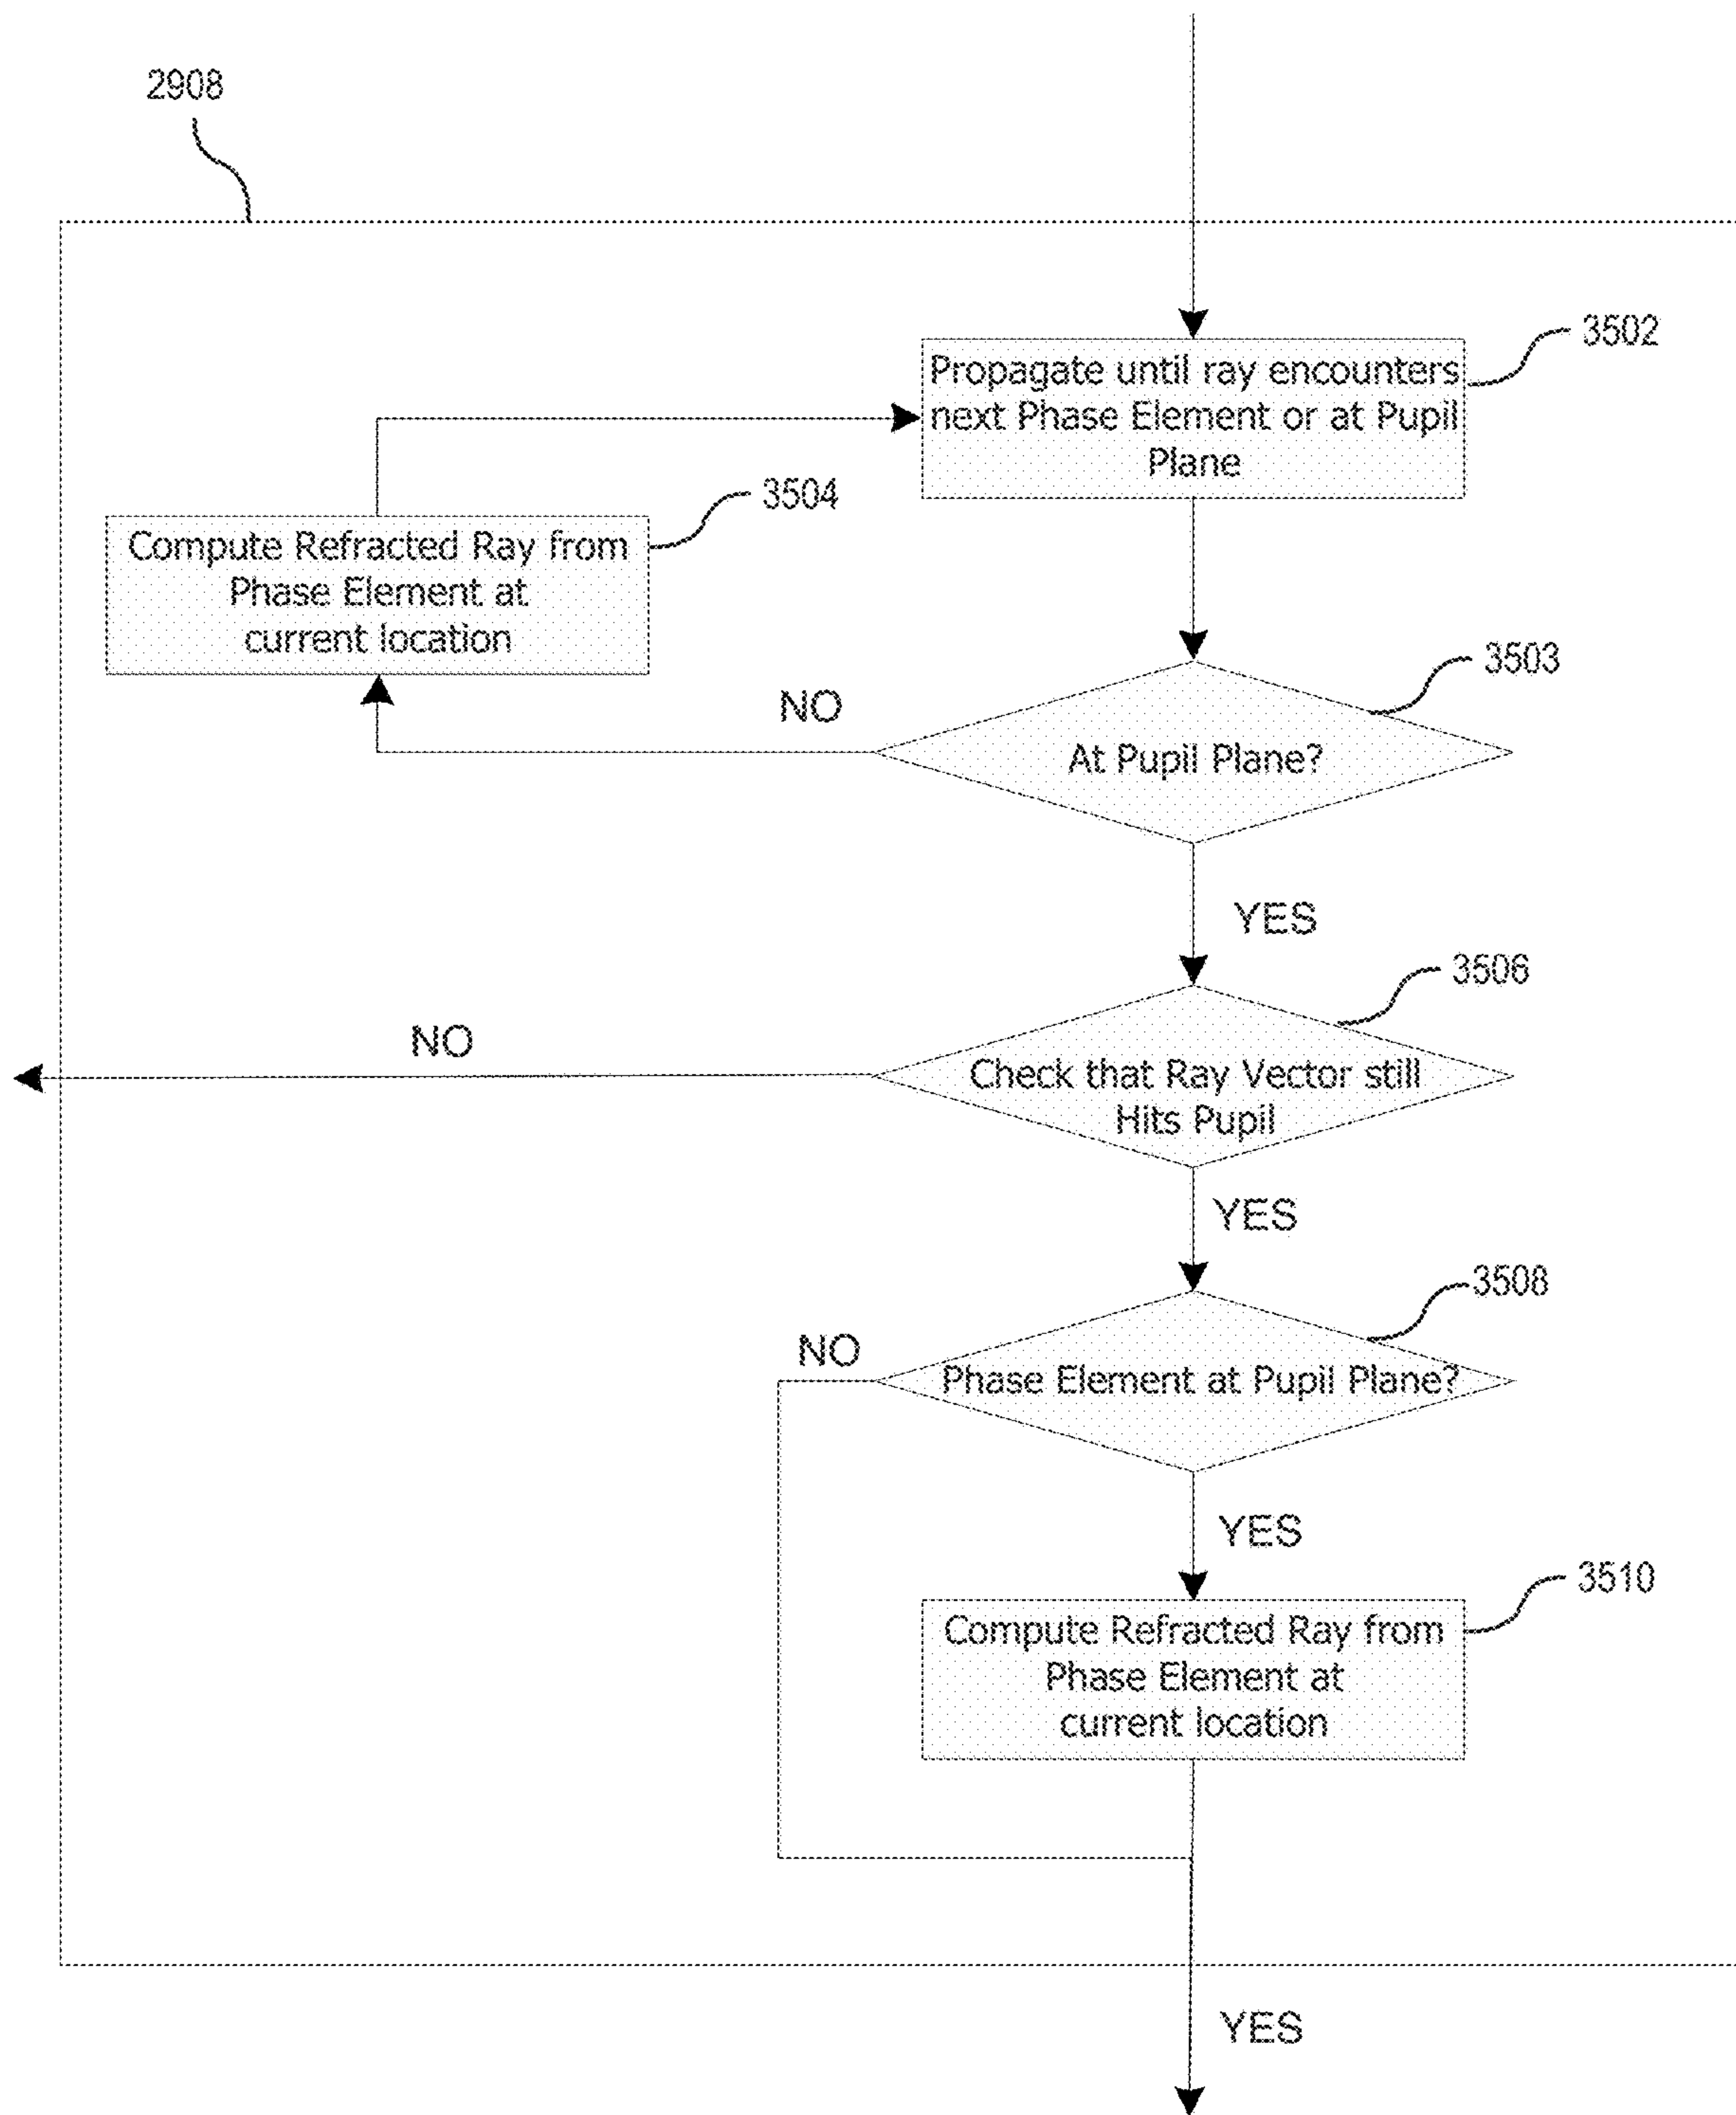 2908
3502
Propagate until ray encounters
next Phase Element or at Pupil
Plane
3504
Compute Refracted Ray from
Phase Element at
current location
3503
NO
At Pupil Plane?
YES
3506
NO
Check that Ray Vector still
Hits Pupil
YES
3508
NO
Phase Element at Pupil Plane?
YES
3510
Compute Refracted Ray from
Phase Element at
current location
YES